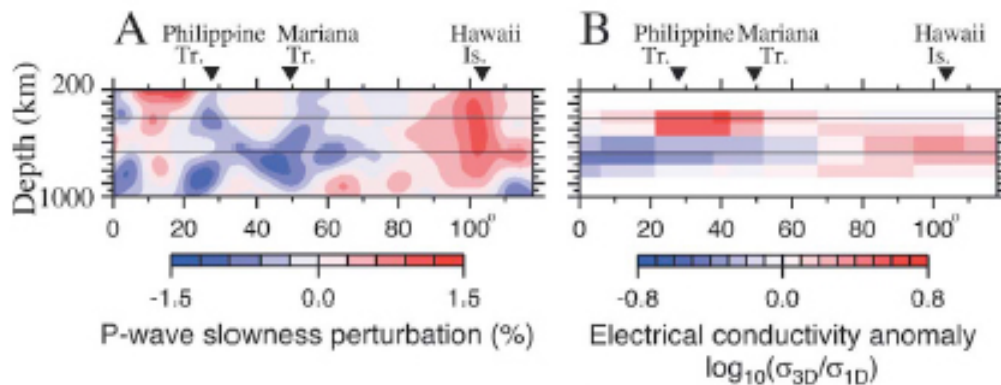 A
Philippine
Tr.
Mariana
Tr.
Hawaii
Is.
Depth (km)
200
1000
0 20 40 60 80 100°
-1.5 0.0 1.5
P-wave slowness perturbation (%)
B
Philippine
Tr.
Mariana
Tr.
Hawaii
Is.
0 20 40 60 80 100°
-0.8 0.0 0.8
Electrical conductivity anomaly
log₁₀(σ₃D/σ₁D)